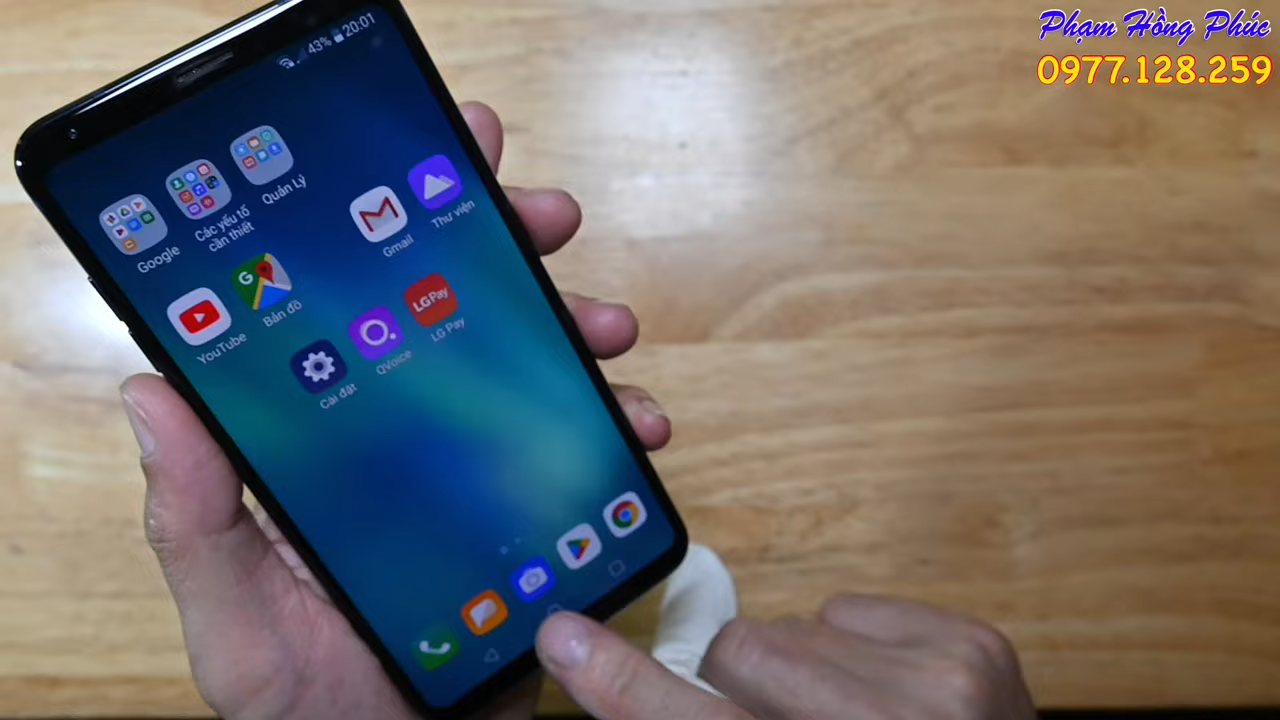 Phạm Hồng Phúc
0977.128.259
43% 20:01
Google
Các yếu tố
cần thiết
Quản Lý
YouTube
Bản đồ
Gmail
Thư viện
Cài đặt
QVoice
LG Pay
LG Pay